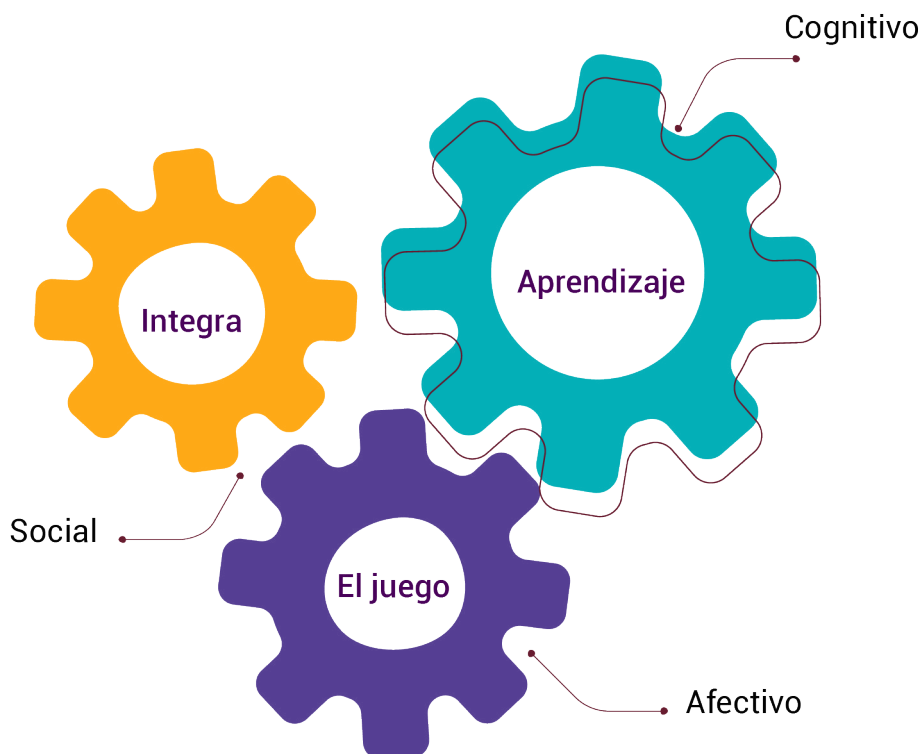 Cognitivo
Aprendizaje
Integra
Social
El juego
Afectivo